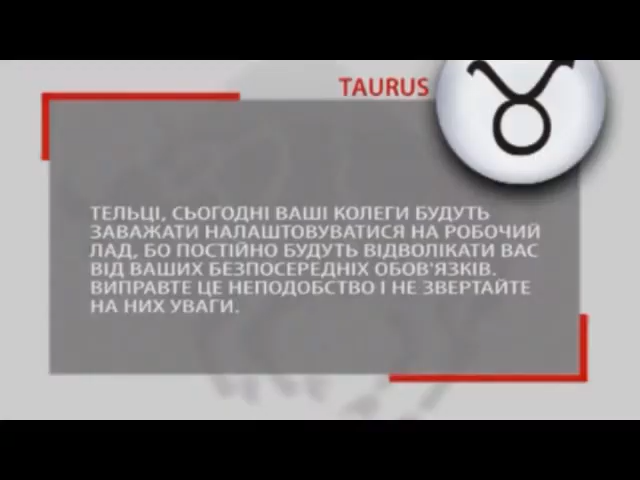 TAURUS
ТЕЛЬЦІ, СЬОГОДНІ ВАШІ КОЛЕГИ БУДУТЬ
ЗАВАЖАТИ НАЛАШТОВУВАТИСЯ НА РОБОЧИЙ
ЛАД, БО ПОСТІЙНО БУДУТЬ ВІДВОЛІКАТИ ВАС
ВІД ВАШИХ БЕЗПОСЕРЕДНІХ ОБОВ'ЯЗКІВ.
ВИПРАВТЕ ЦЕ НЕПОДОБСТВО І НЕ ЗВЕРТАЙТЕ
НА НИХ УВАГИ.